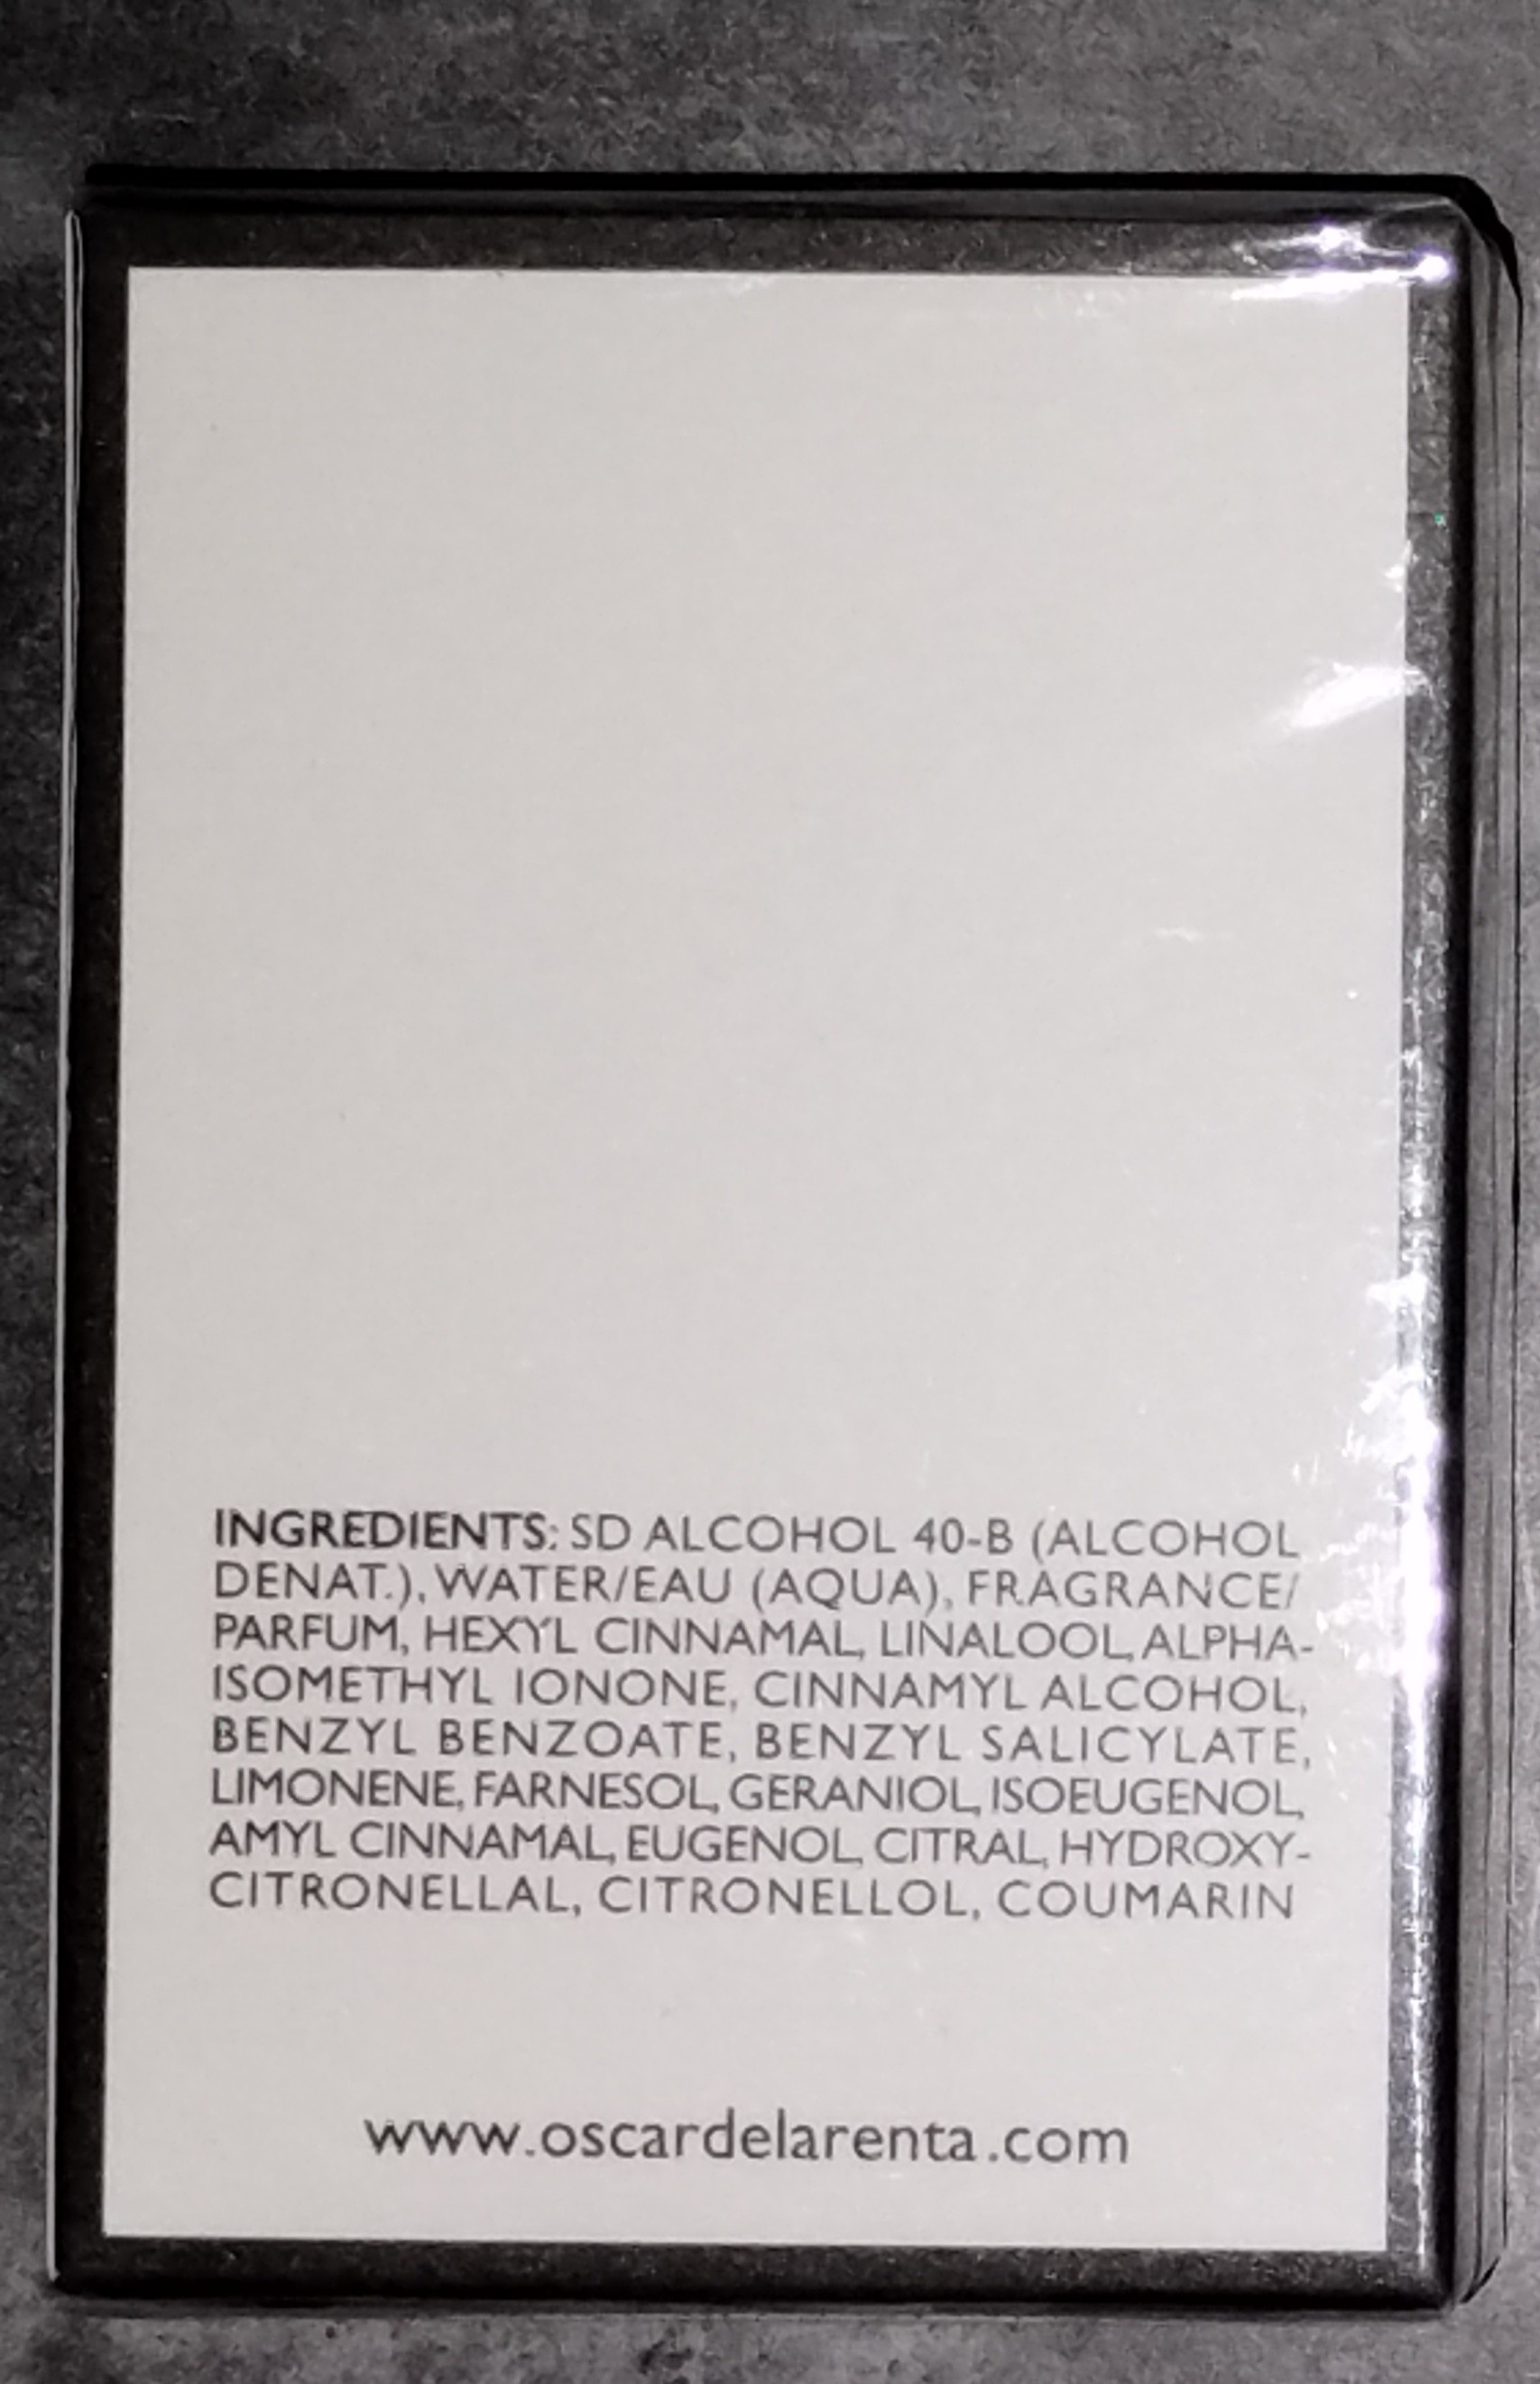 INGREDIENTS: SD ALCOHOL 40-B (ALCOHOL
DENAT.), WATER/EAU (AQUA), FRAGRANCE/
PARFUM, HEXYL CINNAMAL, LINALOOL, ALPHA-
ISOMETHYL IONONE, CINNAMYL ALCOHOL,
BENZYL BENZOATE, BENZYL SALICYLATE,
LIMONENE, FARNESOL, GERANIOL, ISOEUGENOL,
AMYL CINNAMAL, EUGENOL, CITRAL, HYDROXY-
CITRONELLAL, CITRONELLOL, COUMARIN
www.oscardelarenta.com